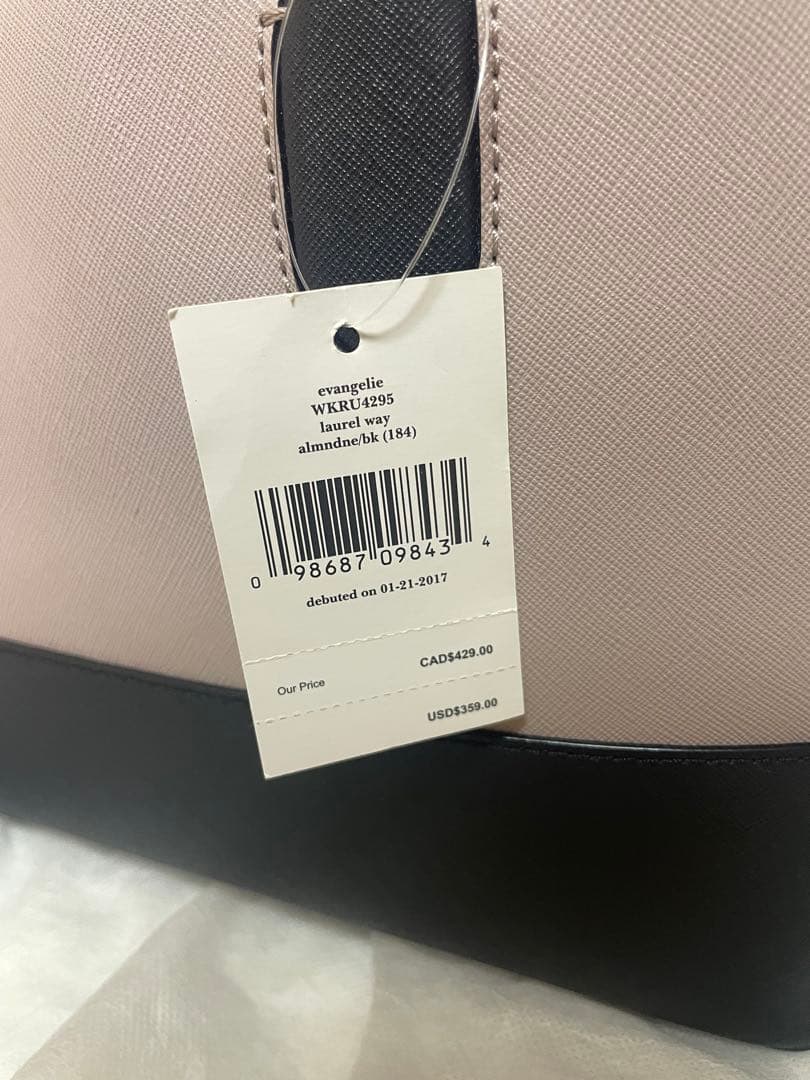 evangelie
WKRU4295
laurel way
almndne/bk (184)
0 98687 09843 4
debuted on 01-21-2017
CAD$429.00
Our Price
USD$359.00